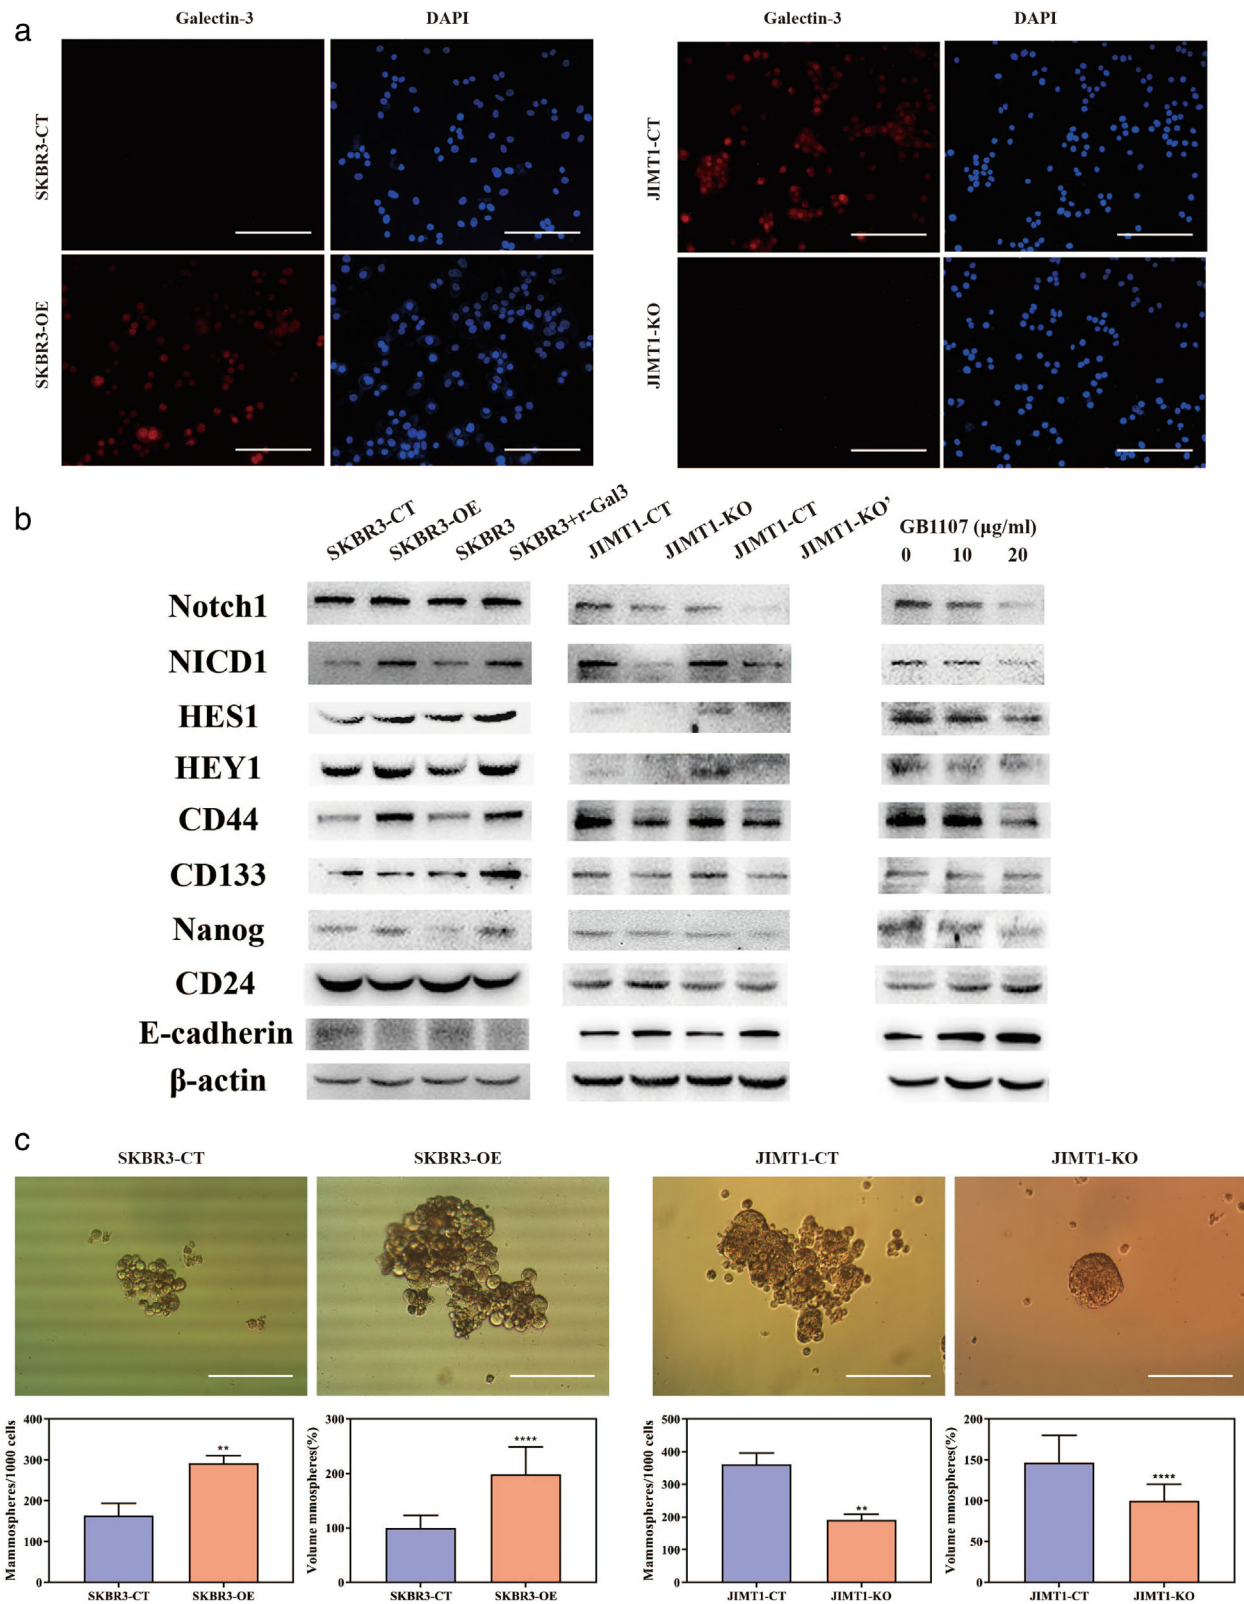 a
Galectin-3 DAPI Galectin-3 DAPI
SKBR3-CT
JIMT1-CT
SKBR3-OE
JIMT1-KO
b
SKBR3-CT SKBR3-OE SKBR3 SKBR3+r-Gal3 JIMT1-CT JIMT1-KO JIMT1-CT JIMT1-KO’
GB1107 (μg/ml)
0 10 20
Notch1
NICD1
HES1
HEY1
CD44
CD133
Nanog
CD24
E-cadherin
β-actin
c
SKBR3-CT SKBR3-OE JIMT1-CT JIMT1-KO
Mammospheres/1000 cells
400
300
200
100
0
**
SKBR3-CT SKBR3-OE
Volume mmospheres(%)
300
200
100
0
****
SKBR3-CT SKBR3-OE
Mammospheres/1000 cells
500
400
300
200
100
0
**
JIMT1-CT JIMT1-KO
Volume mmospheres(%)
200
150
100
50
0
****
JIMT1-CT JIMT1-KO